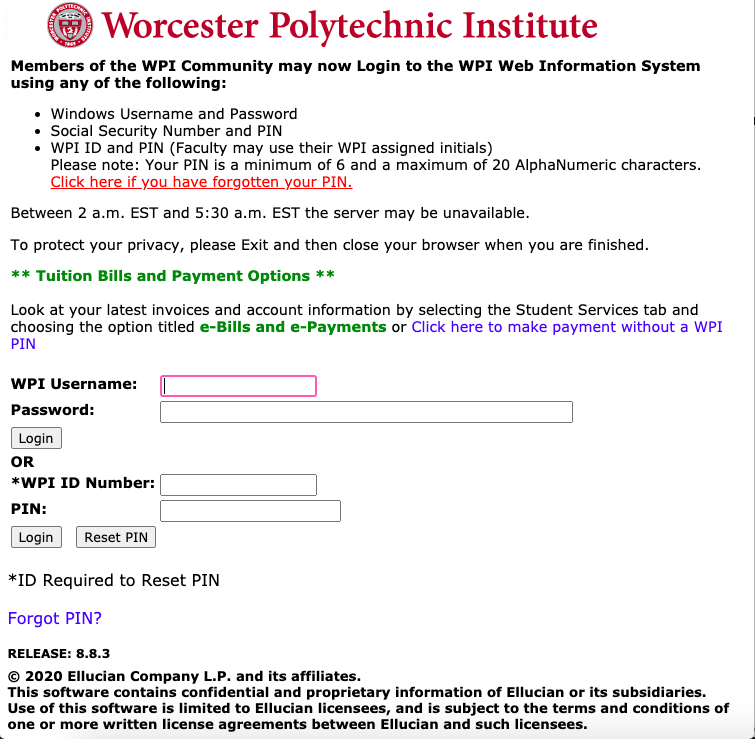 Worcester Polytechnic Institute
Members of the WPI Community may now Login to the WPI Web Information System
using any of the following:
• Windows Username and Password
• Social Security Number and PIN
• WPI ID and PIN (Faculty may use their WPI assigned initials)
Please note: Your PIN is a minimum of 6 and a maximum of 20 AlphaNumeric characters.
Click here if you have forgotten your PIN.
Between 2 a.m. EST and 5:30 a.m. EST the server may be unavailable.
To protect your privacy, please Exit and then close your browser when you are finished.
** Tuition Bills and Payment Options **
Look at your latest invoices and account information by selecting the Student Services tab and
choosing the option titled e-Bills and e-Payments or Click here to make payment without a WPI
PIN
WPI Username:
Password:
Login
OR
*WPI ID Number:
PIN:
Login Reset PIN
*ID Required to Reset PIN
Forgot PIN?
RELEASE: 8.8.3
© 2020 Ellucian Company L.P. and its affiliates.
This software contains confidential and proprietary information of Ellucian or its subsidiaries.
Use of this software is limited to Ellucian licensees, and is subject to the terms and conditions of
one or more written license agreements between Ellucian and such licensees.